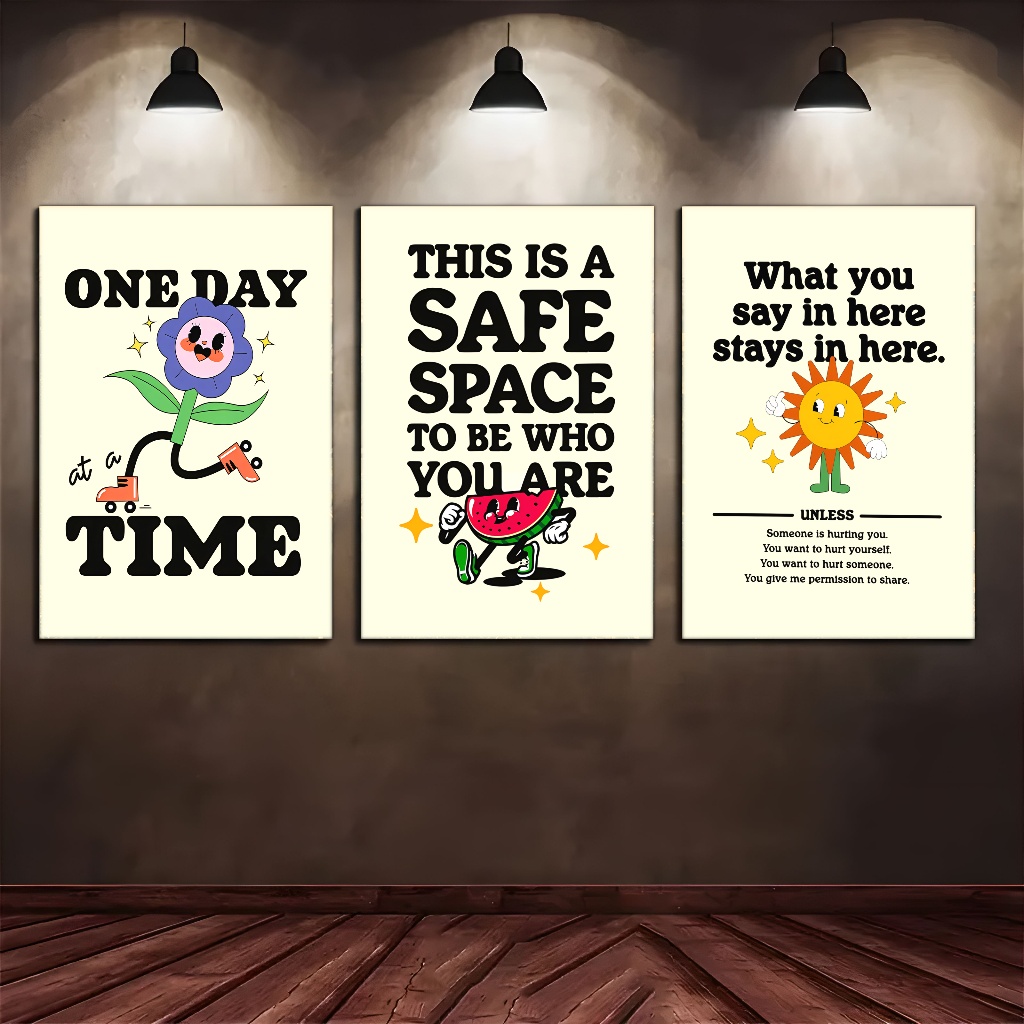 ONE DAY
at a
TIME
THIS IS A
SAFE
SPACE
TO BE WHO
YOU ARE
What you
say in here
stays in here.
UNLESS
Someone is hurting you.
You want to hurt yourself.
You want to hurt someone.
You give me permission to share.